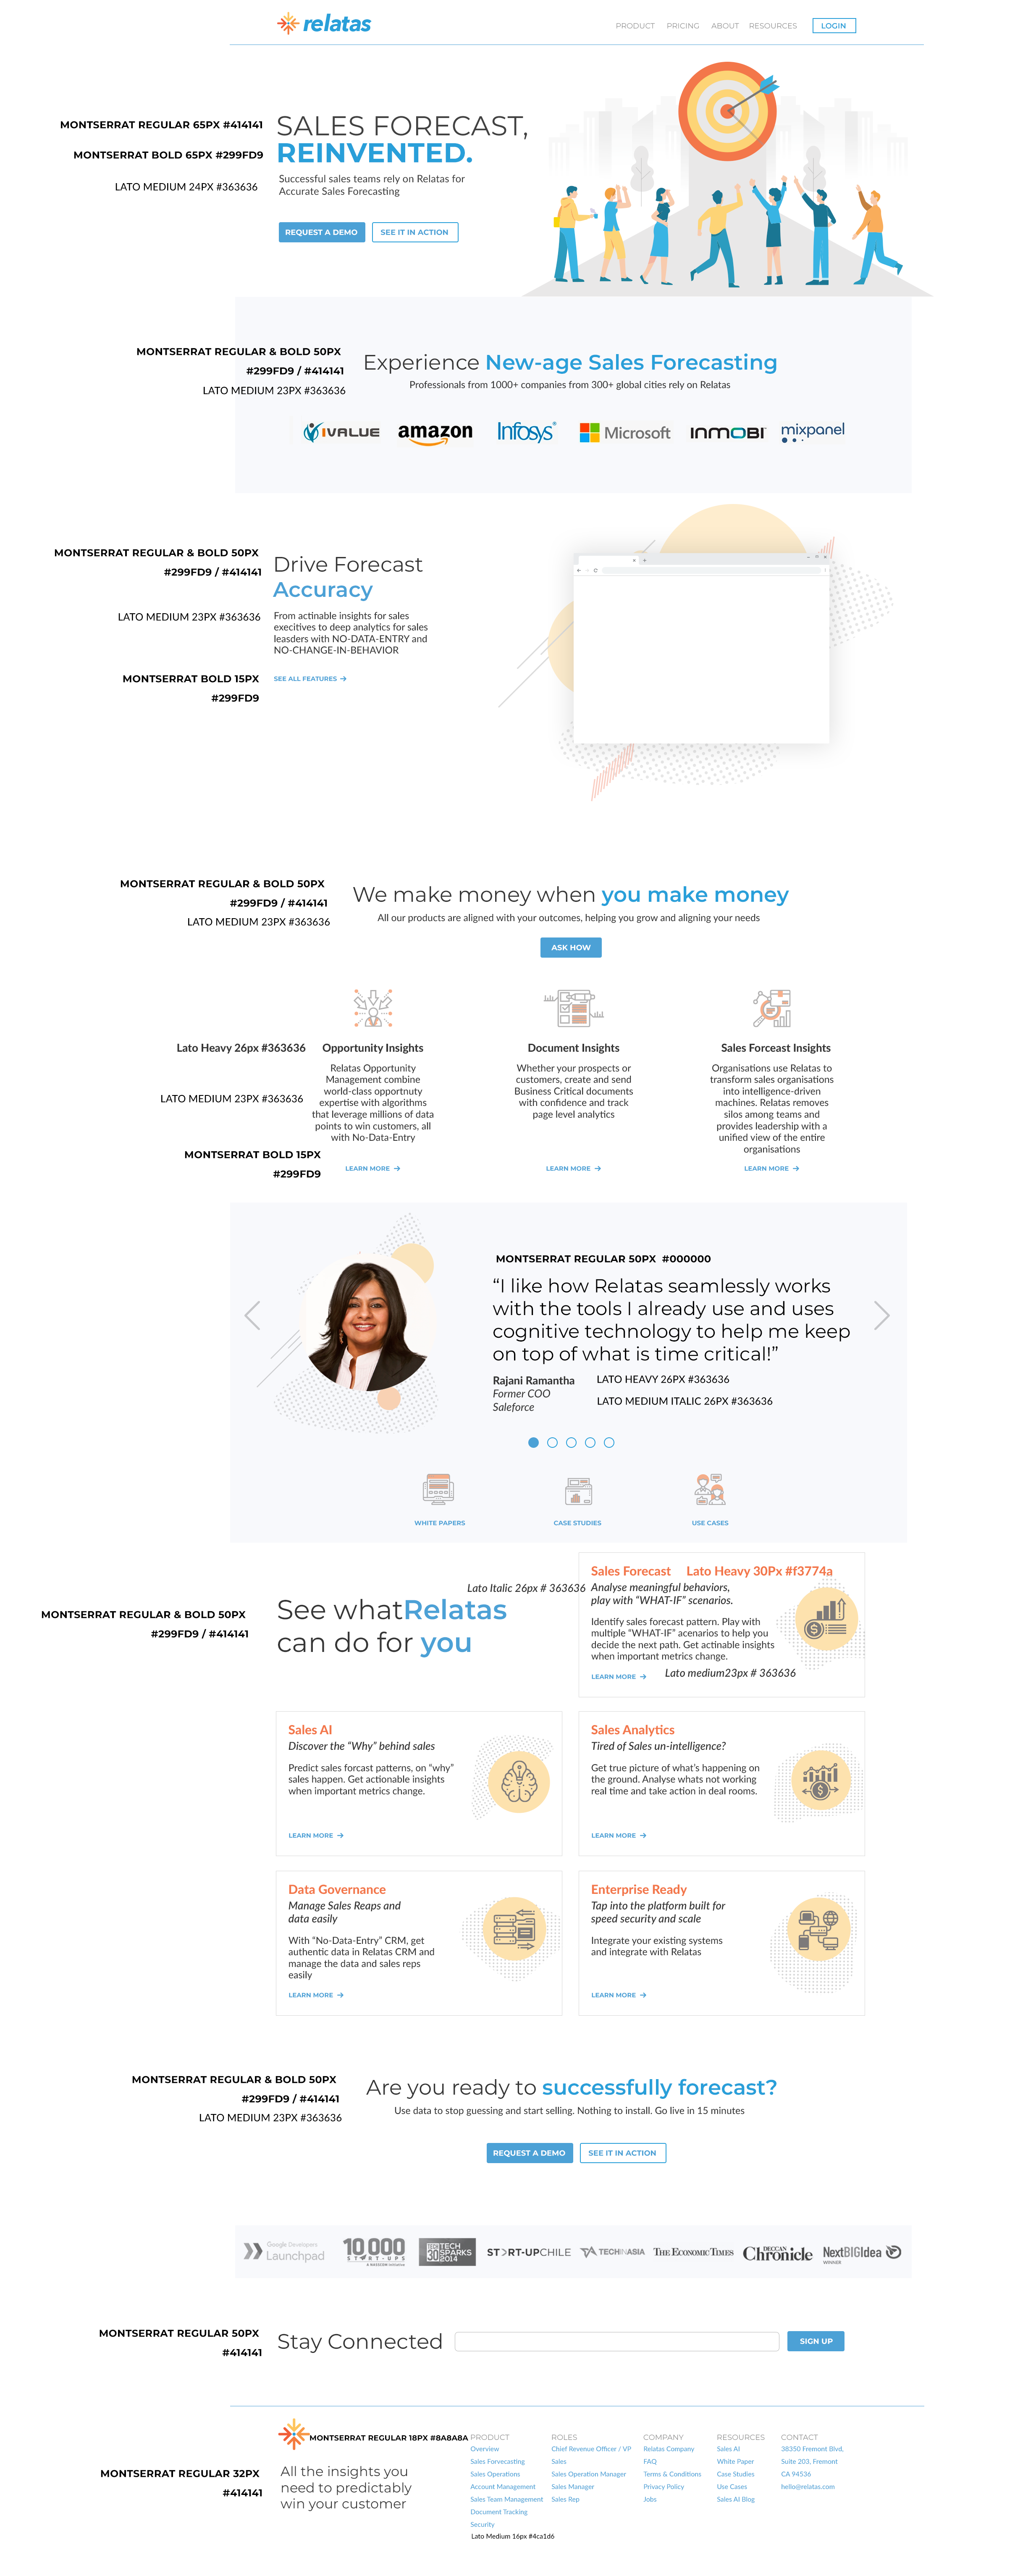 relatas
PRODUCT PRICING ABOUT RESOURCES LOGIN
MONTSERRAT REGULAR 65PX #414141
SALES FORECAST,
MONTSERRAT BOLD 65PX #299FD9
REINVENTED.
LATO MEDIUM 24PX #363636
Successful sales teams rely on Relatas for
Accurate Sales Forecasting
REQUEST A DEMO SEE IT IN ACTION
MONTSERRAT REGULAR & BOLD 50PX
#299FD9 / #414141
LATO MEDIUM 23PX #363636
Experience New-age Sales Forecasting
Professionals from 1000+ companies from 300+ global cities rely on Relatas
iVALUE amazon Infosys® Microsoft INMOBI mixpanel
MONTSERRAT REGULAR & BOLD 50PX
#299FD9 / #414141
Drive Forecast
Accuracy
LATO MEDIUM 23PX #363636
From actinable insights for sales
execitives to deep analytics for sales
leasders with NO-DATA-ENTRY and
NO-CHANGE-IN-BEHAVIOR
MONTSERRAT BOLD 15PX
#299FD9
SEE ALL FEATURES →
MONTSERRAT REGULAR & BOLD 50PX
#299FD9 / #414141
LATO MEDIUM 23PX #363636
We make money when you make money
All our products are aligned with your outcomes, helping you grow and aligning your needs
ASK HOW
Lato Heavy 26px #363636
LATO MEDIUM 23PX #363636
MONTSERRAT BOLD 15PX
#299FD9
Opportunity Insights
Relatas Opportunity
Management combine
world-class opportnuty
expertise with algorithms
that leverage millions of data
points to win customers, all
with No-Data-Entry
LEARN MORE →
Document Insights
Whether your prospects or
customers, create and send
Business Critical documents
with confidence and track
page level analytics
LEARN MORE →
Sales Forceast Insights
Organisations use Relatas to
transform sales organisations
into intelligence-driven
machines. Relatas removes
silos among teams and
provides leadership with a
unified view of the entire
organisations
LEARN MORE →
MONTSERRAT REGULAR 50PX #000000
“I like how Relatas seamlessly works
with the tools I already use and uses
cognitive technology to help me keep
on top of what is time critical!”
Rajani Ramantha
Former COO
Saleforce
LATO HEAVY 26PX #363636
LATO MEDIUM ITALIC 26PX #363636
WHITE PAPERS CASE STUDIES USE CASES
MONTSERRAT REGULAR & BOLD 50PX
#299FD9 / #414141
See whatRelatas
can do for you
Lato Italic 26px # 363636
Sales Forecast Lato Heavy 30Px #f3774a
Analyse meaningful behaviors,
play with “WHAT-IF” scenarios.
Identify sales forecast pattern. Play with
multiple “WHAT-IF” acenarios to help you
decide the next path. Get actinable insights
when important metrics change.
LEARN MORE → Lato medium23px # 363636
Sales AI
Discover the “Why” behind sales
Predict sales forcast patterns, on “why”
sales happen. Get actionable insights
when important metrics change.
LEARN MORE →
Sales Analytics
Tired of Sales un-intelligence?
Get true picture of what’s happening on
the ground. Analyse whats not working
real time and take action in deal rooms.
LEARN MORE →
Data Governance
Manage Sales Reaps and
data easily
With “No-Data-Entry” CRM, get
authentic data in Relatas CRM and
manage the data and sales reps
easily
LEARN MORE →
Enterprise Ready
Tap into the platform built for
speed security and scale
Integrate your existing systems
and integrate with Relatas
LEARN MORE →
MONTSERRAT REGULAR & BOLD 50PX
#299FD9 / #414141
LATO MEDIUM 23PX #363636
Are you ready to successfully forecast?
Use data to stop guessing and start selling. Nothing to install. Go live in 15 minutes
REQUEST A DEMO SEE IT IN ACTION
Google Developers
Launchpad
10 000
START-UPS
A NASSCOM Initiative
30 TECH
SPARKS
2014
START-UPCHILE
TECHINASIA
THE ECONOMIC TIMES
DECCAN
Chronicle
NextBIGIdea
WINNER
MONTSERRAT REGULAR 50PX
#414141
Stay Connected
SIGN UP
MONTSERRAT REGULAR 18PX #8A8A8A
MONTSERRAT REGULAR 32PX
#414141
All the insights you
need to predictably
win your customer
PRODUCT
Overview
Sales Forvecasting
Sales Operations
Account Management
Sales Team Management
Document Tracking
Security
Lato Medium 16px #4ca1d6
ROLES
Chief Revenue Officer / VP
Sales
Sales Operation Manager
Sales Manager
Sales Rep
COMPANY
Relatas Company
FAQ
Terms & Conditions
Privacy Policy
Jobs
RESOURCES
Sales AI
White Paper
Case Studies
Use Cases
Sales AI Blog
CONTACT
38350 Fremont Blvd,
Suite 203, Fremont
CA 94536
hello@relatas.com